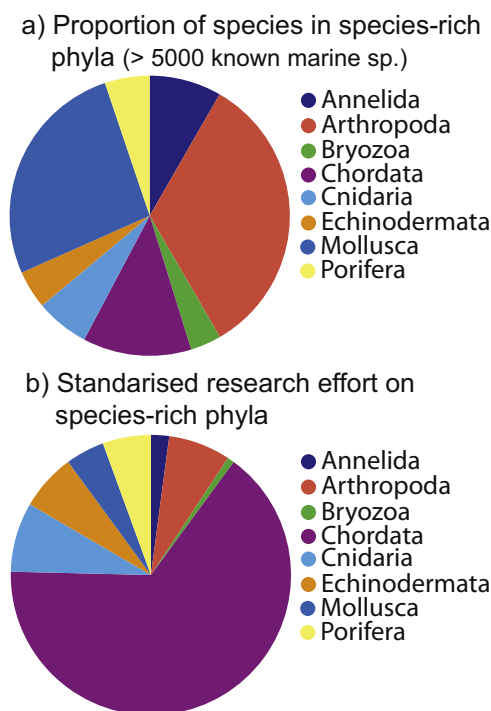 a) Proportion of species in species-rich
phyla (> 5000 known marine sp.)
Annelida
Arthropoda
Bryozoa
Chordata
Cnidaria
Echinodermata
Mollusca
Porifera
b) Standarised research effort on
species-rich phyla
Annelida
Arthropoda
Bryozoa
Chordata
Cnidaria
Echinodermata
Mollusca
Porifera